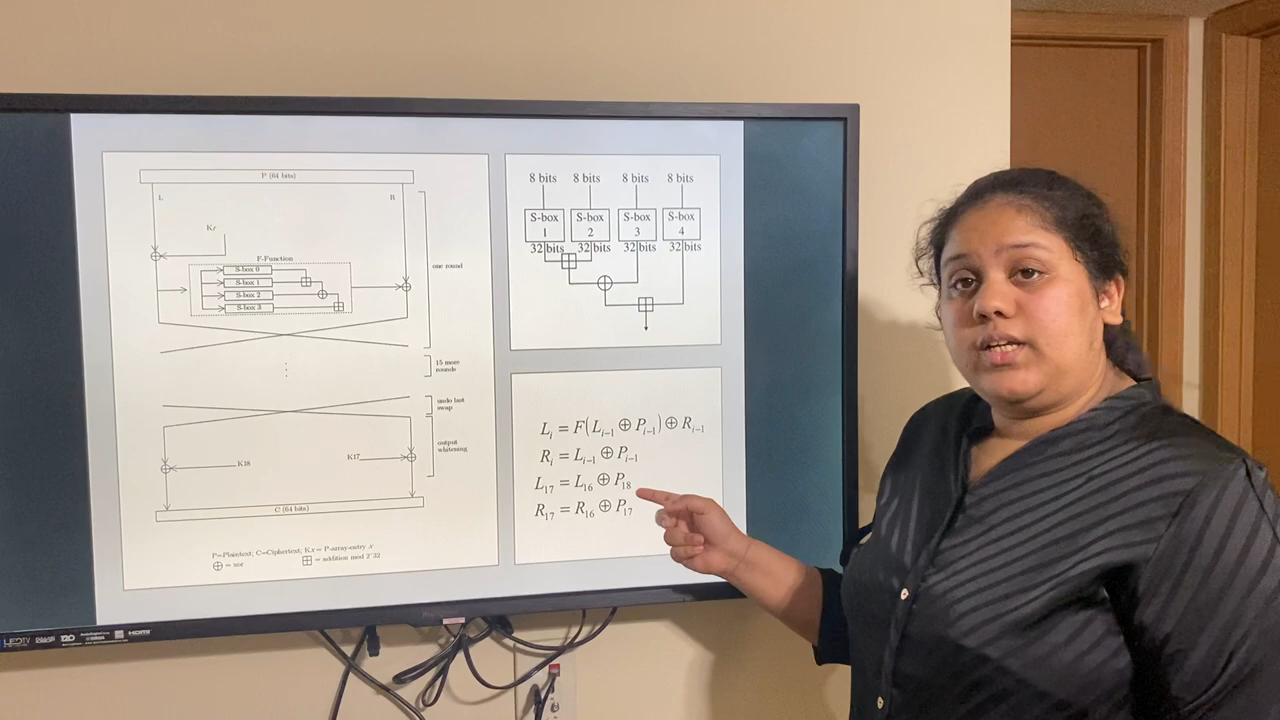 P (64 bits)
L
R
Kr
F-Function
S-box 0
S-box 1
S-box 2
S-box 3
one round
15 more
rounds
undo last
swap
output
whitening
K18
K17
C (64 bits)
P=Plaintext; C=Ciphertext; Kx = P-array-entry x
⊕ = xor
⊞ = addition mod 2^32
8 bits 8 bits 8 bits 8 bits
S-box S-box S-box S-box
1 2 3 4
32 bits 32 bits 32 bits 32 bits
L_i = F(L_{i-1} ⊕ P_{i-1}) ⊕ R_{i-1}
R_i = L_{i-1} ⊕ P_{i-1}
L_17 = L_16 ⊕ P_18
R_17 = R_16 ⊕ P_17
HDMI